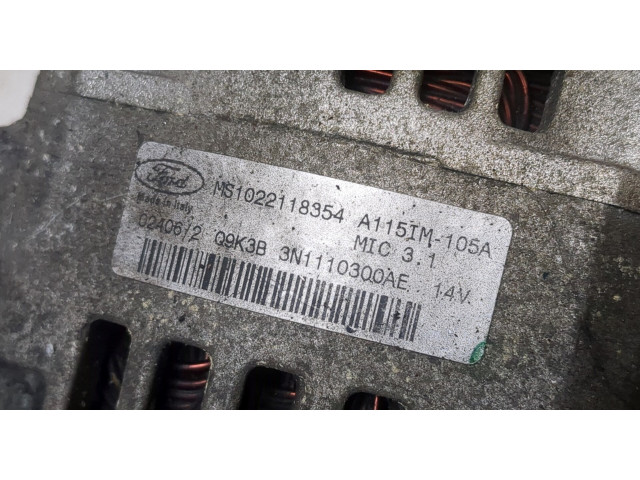 Ford
Made in Italy
MS1022118354 A115IM-105A
MIC 3.1
02406/2 Q9K3B 3N1110300AE 14V